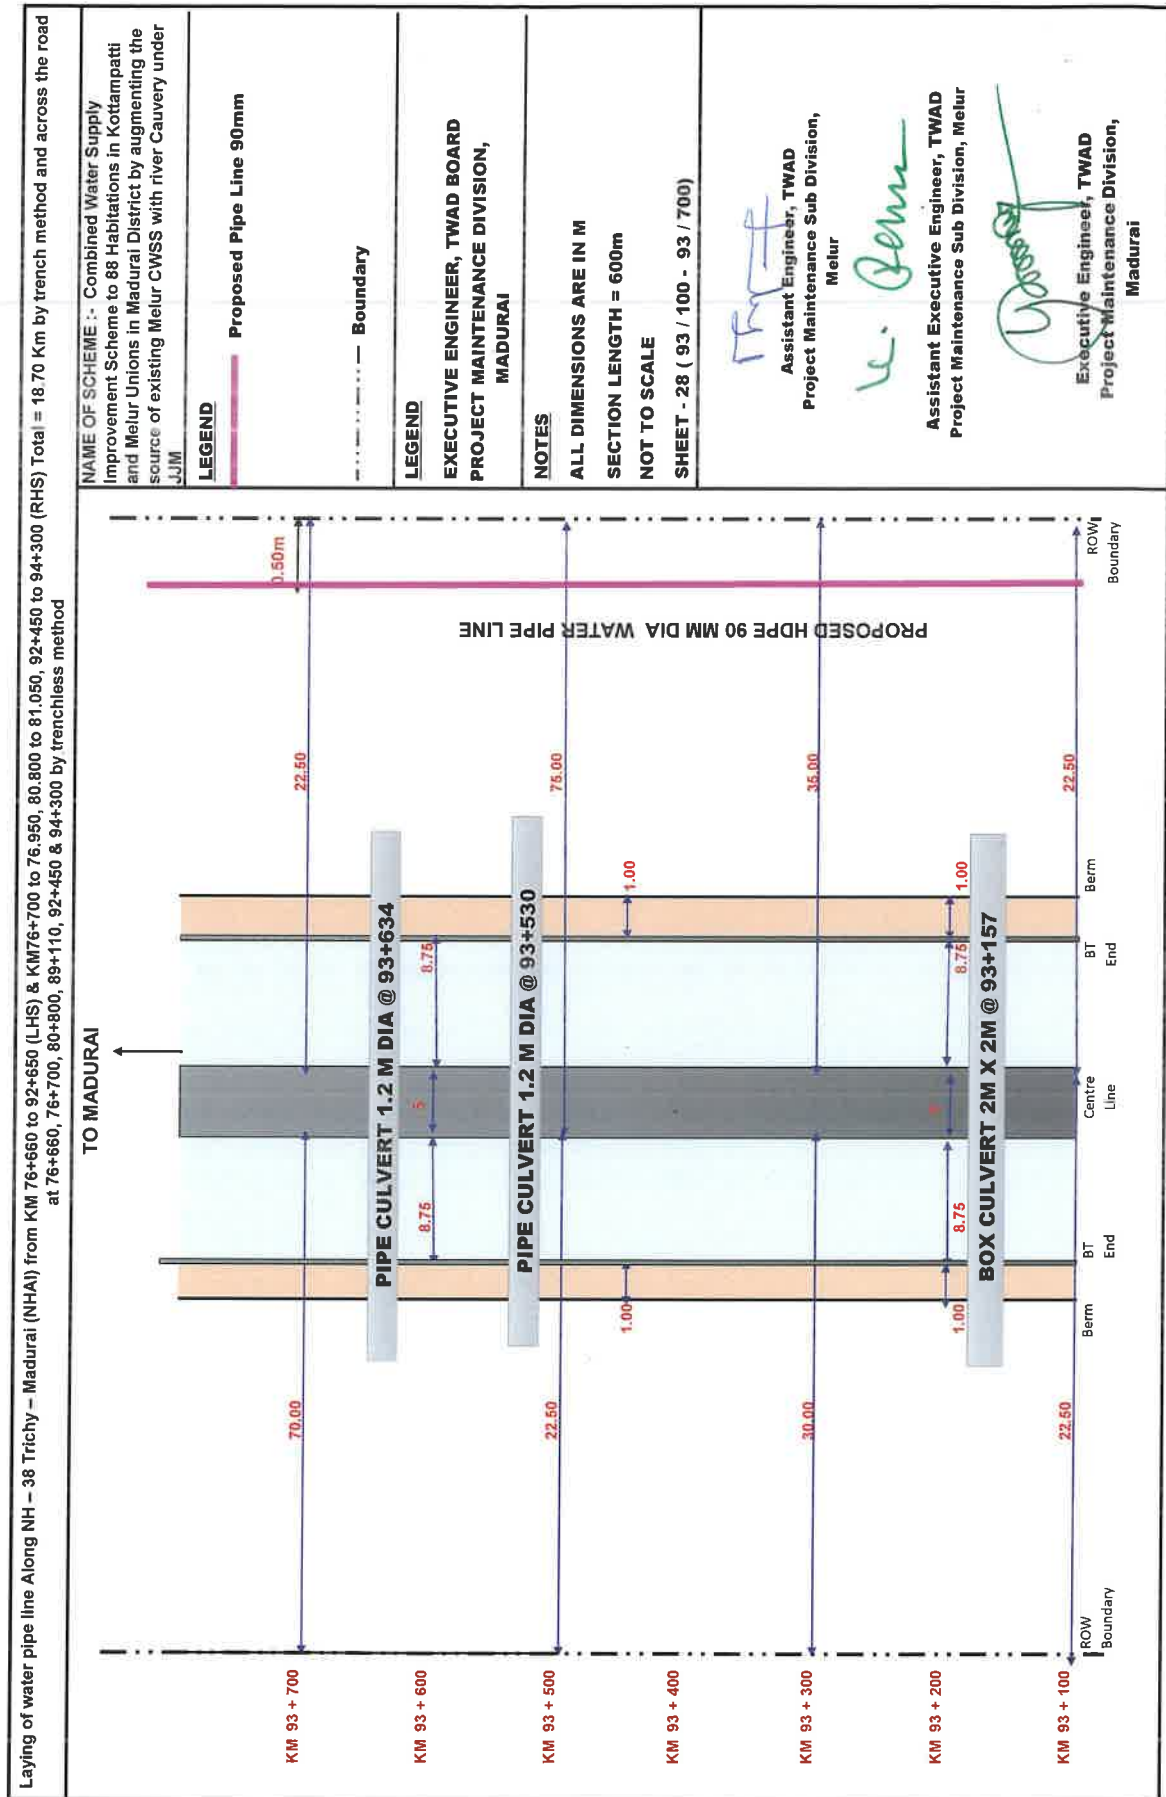 Laying of water pipe line Along NH – 38 Trichy – Madurai (NHAI) from KM 76+660 to 92+650 (LHS) & KM76+700 to 76.950, 80.800 to 81.050, 92+450 to 94+300 (RHS) Total = 18.70 Km by trench method and across the road
at 76+660, 76+700, 80+800, 89+110, 92+450 & 94+300 by trenchless method
TO MADURAI
KM 93 + 700
KM 93 + 600
KM 93 + 500
KM 93 + 400
KM 93 + 300
KM 93 + 200
KM 93 + 100
70.00
22.50
0.50m
PIPE CULVERT 1.2 M DIA @ 93+634
8.75
5
8.75
PIPE CULVERT 1.2 M DIA @ 93+530
22.50
75.00
1.00
1.00
30.00
35.00
1.00
8.75
8.75
1.00
BOX CULVERT 2M X 2M @ 93+157
22.50
22.50
PROPOSED HDPE 90 MM DIA WATER PIPE LINE
ROW
Boundary
Berm
BT
End
Centre
Line
BT
End
Berm
ROW
Boundary
NAME OF SCHEME :- Combined Water Supply
Improvement Scheme to 88 Habitations in Kottampatti
and Melur Unions in Madurai District by augmenting the
source of existing Melur CWSS with river Cauvery under
JJM
LEGEND
Proposed Pipe Line 90mm
Boundary
LEGEND
EXECUTIVE ENGINEER, TWAD BOARD
PROJECT MAINTENANCE DIVISION,
MADURAI
NOTES
ALL DIMENSIONS ARE IN M
SECTION LENGTH = 600m
NOT TO SCALE
SHEET - 28 ( 93 / 100 - 93 / 700)
Assistant Engineer, TWAD
Project Maintenance Sub Division,
Melur
Assistant Executive Engineer, TWAD
Project Maintenance Sub Division, Melur
Executive Engineer, TWAD
Project Maintenance Division,
Madurai